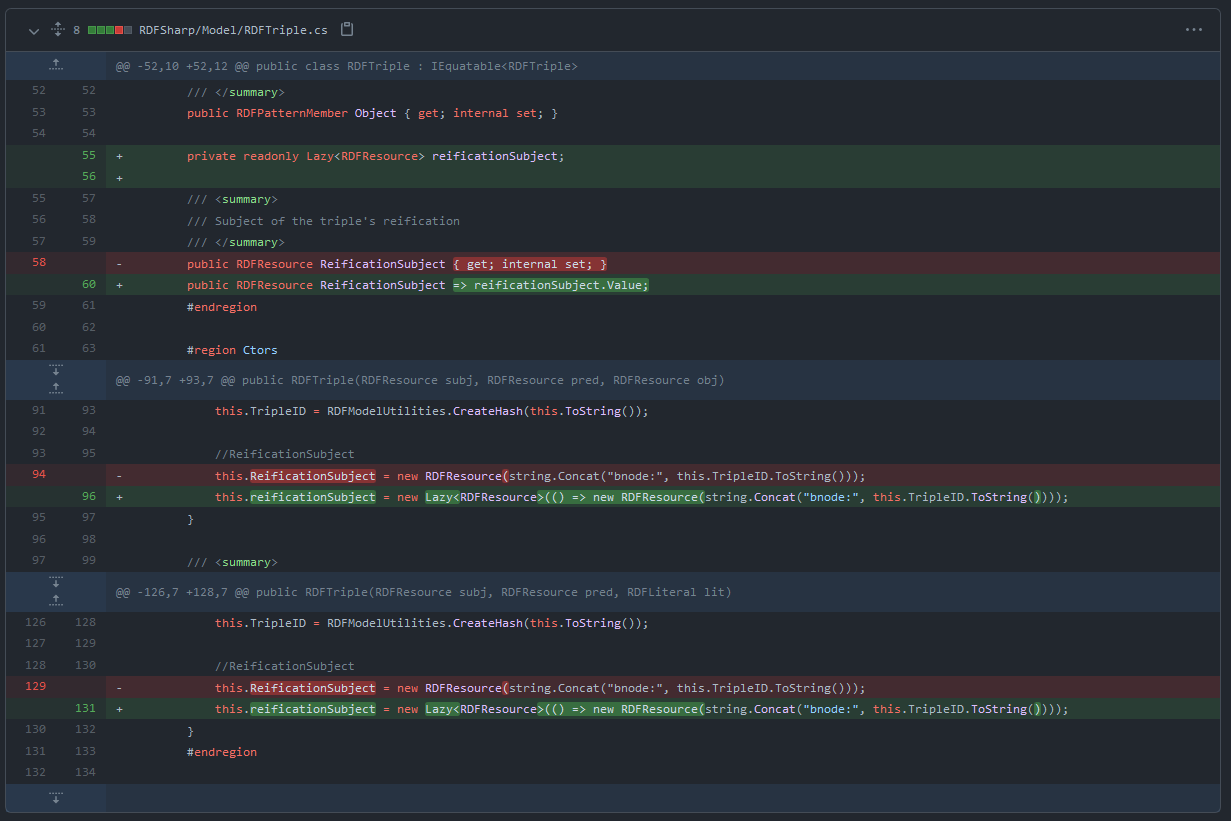 8 RDFSharp/Model/RDFTriple.cs ...
@@ -52,10 +52,12 @@ public class RDFTriple : IEquatable<RDFTriple>
52 52 /// </summary>
53 53 public RDFPatternMember Object { get; internal set; }
54 54
55 + private readonly Lazy<RDFResource> reificationSubject;
56 +
55 57 /// <summary>
56 58 /// Subject of the triple's reification
57 59 /// </summary>
58 - public RDFResource ReificationSubject { get; internal set; }
60 + public RDFResource ReificationSubject => reificationSubject.Value;
59 61 #endregion
60 62
61 63 #region Ctors
@@ -91,7 +93,7 @@ public RDFTriple(RDFResource subj, RDFResource pred, RDFResource obj)
91 93 this.TripleID = RDFModelUtilities.CreateHash(this.ToString());
92 94
93 95 //ReificationSubject
94 - this.ReificationSubject = new RDFResource(string.Concat("bnode:", this.TripleID.ToString()));
96 + this.reificationSubject = new Lazy<RDFResource>(() => new RDFResource(string.Concat("bnode:", this.TripleID.ToString())));
95 97 }
96 98
97 99 /// <summary>
@@ -126,7 +128,7 @@ public RDFTriple(RDFResource subj, RDFResource pred, RDFLiteral lit)
126 128 this.TripleID = RDFModelUtilities.CreateHash(this.ToString());
127 129
128 130 //ReificationSubject
129 - this.ReificationSubject = new RDFResource(string.Concat("bnode:", this.TripleID.ToString()));
131 + this.reificationSubject = new Lazy<RDFResource>(() => new RDFResource(string.Concat("bnode:", this.TripleID.ToString())));
130 132 }
131 133 #endregion
132 134